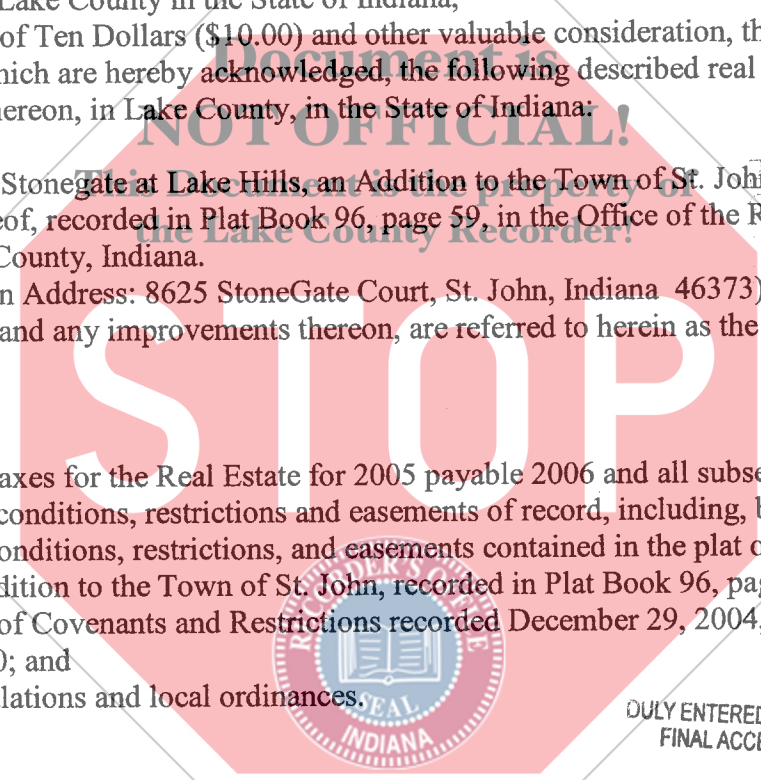 Lake County in the State of Indiana,
of Ten Dollars ($10.00) and other valuable consideration, th
Document is
hich are hereby acknowledged, the following described real
hereon, in Lake County, in the State of Indiana:
NOT OFFICIAL!
Stonegate at Lake Hills, an Addition to the Town of St. Joh
This Document is the property of
eof, recorded in Plat Book 96, page 59, in the Office of the R
the Lake County Recorder!
County, Indiana.
n Address: 8625 StoneGate Court, St. John, Indiana 46373)
and any improvements thereon, are referred to herein as the
STOP
axes for the Real Estate for 2005 payable 2006 and all subse
conditions, restrictions and easements of record, including, b
onditions, restrictions, and easements contained in the plat o
dition to the Town of St. John, recorded in Plat Book 96, pag
of Covenants and Restrictions recorded December 29, 2004,
0; and
lations and local ordinances.
RECORDER'S OFFICE
SEAL
INDIANA
DULY ENTERED
FINAL ACCE